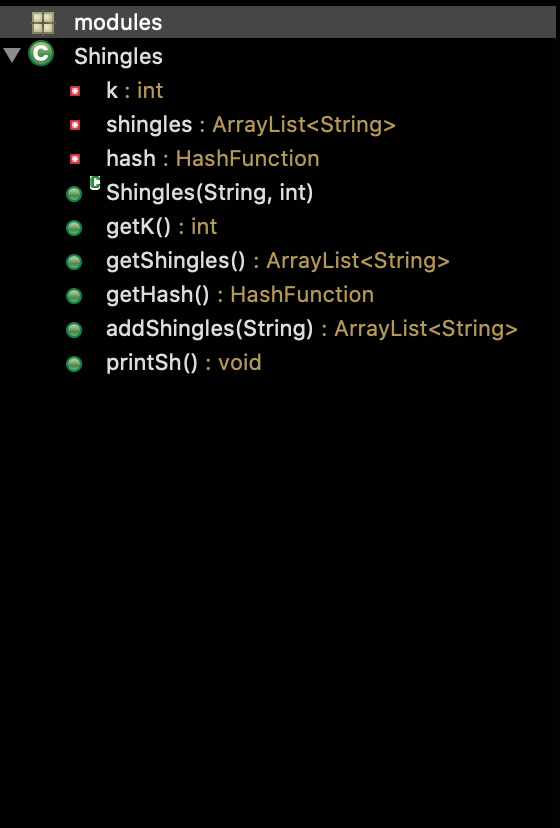 modules
C Shingles
k : int
shingles : ArrayList<String>
hash : HashFunction
C Shingles(String, int)
getK() : int
getShingles() : ArrayList<String>
getHash() : HashFunction
addShingles(String) : ArrayList<String>
printSh() : void